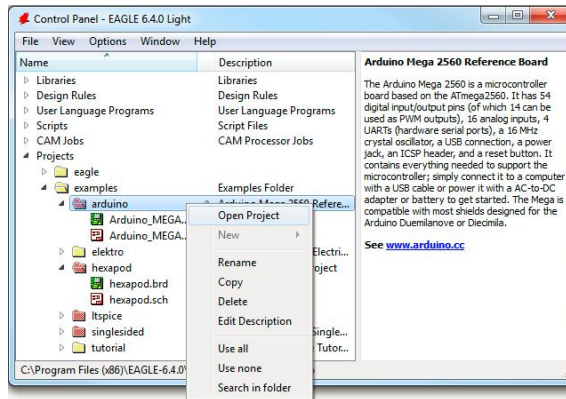 Control Panel - EAGLE 6.4.0 Light
File View Options Window Help
Name Description
Libraries Libraries
Design Rules Design Rules
User Language Programs User Language Programs
Scripts Script Files
CAM Jobs CAM Processor Jobs
Projects
eagle
examples Examples Folder
arduino Arduino Mega 2560 Refere...
Arduino_MEGA...
Arduino_MEGA...
elektro Electri...
hexapod roject
hexapod.brd
hexapod.sch
ltspice
singlesided Single...
tutorial Tutor...
C:\Program Files (x86)\EAGLE-6.4.0\
Open Project
New
Rename
Copy
Delete
Edit Description
Use all
Use none
Search in folder
Arduino Mega 2560 Reference Board
The Arduino Mega 2560 is a microcontroller
board based on the ATmega2560. It has 54
digital input/output pins (of which 14 can be
used as PWM outputs), 16 analog inputs, 4
UARTs (hardware serial ports), a 16 MHz
crystal oscillator, a USB connection, a power
jack, an ICSP header, and a reset button. It
contains everything needed to support the
microcontroller; simply connect it to a computer
with a USB cable or power it with a AC-to-DC
adapter or battery to get started. The Mega is
compatible with most shields designed for the
Arduino Duemilanove or Diecimila.
See www.arduino.cc